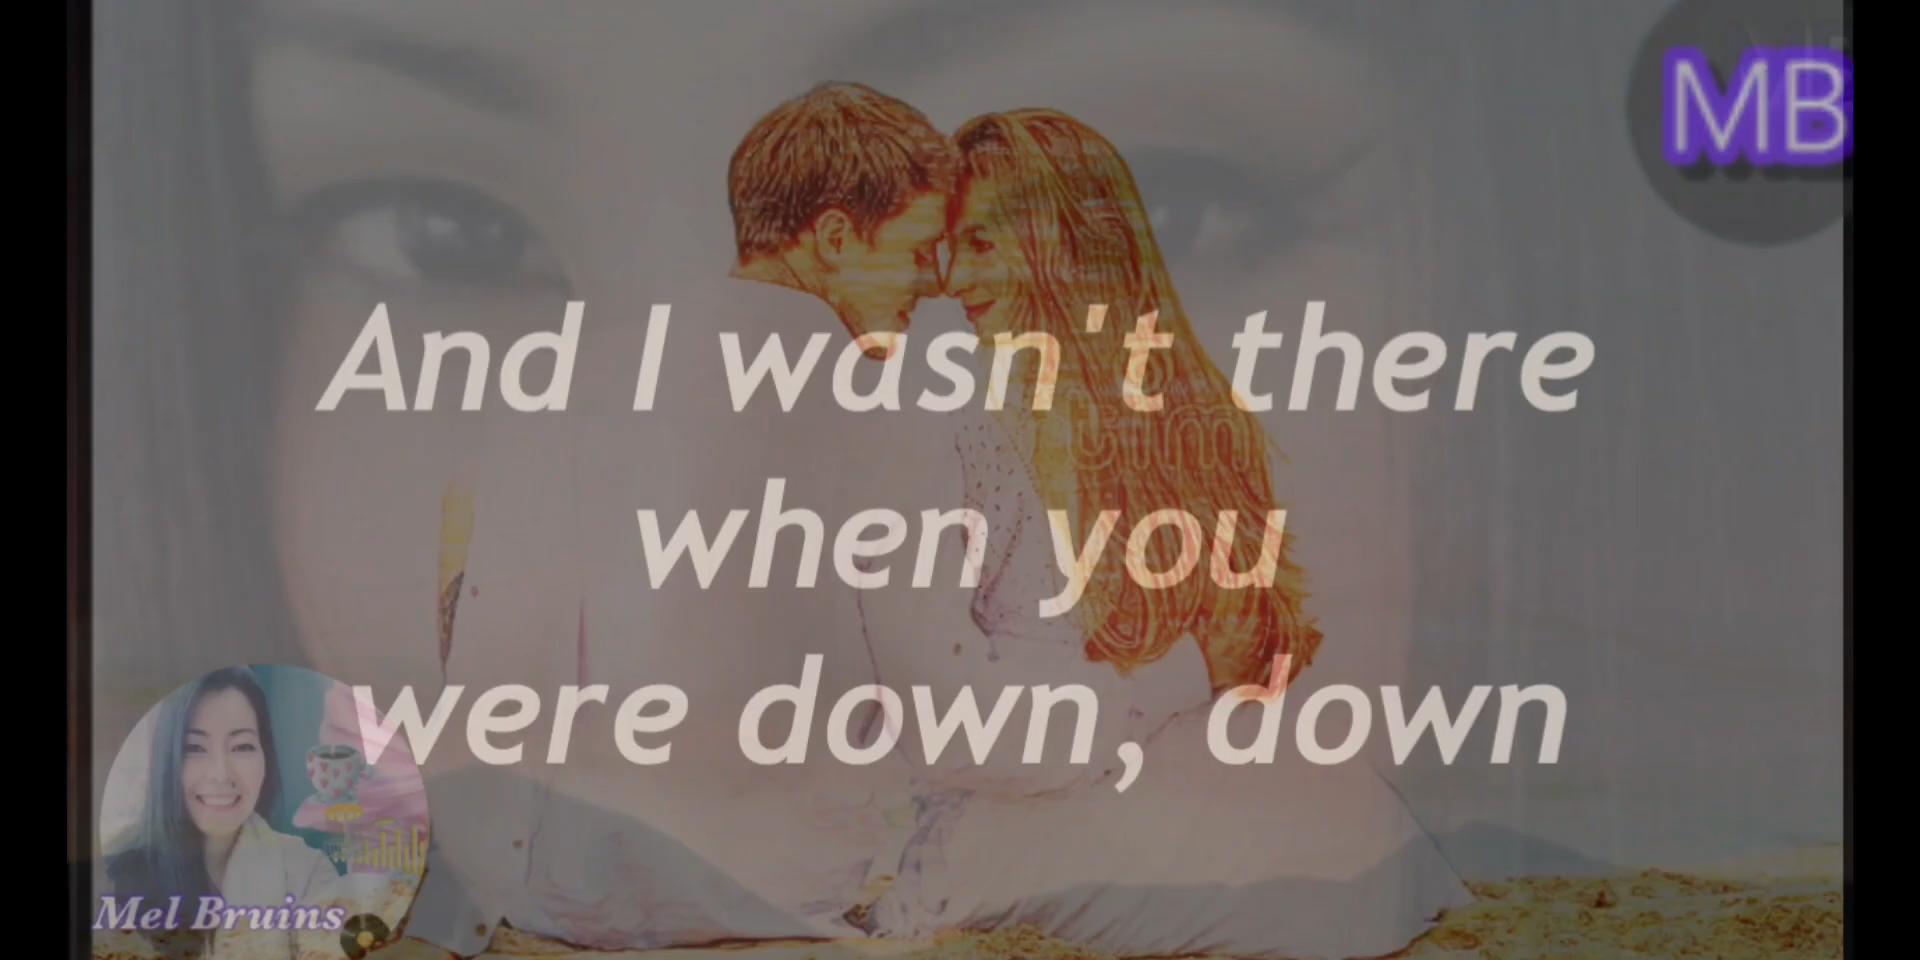 MB
And I wasn't there
when you
were down, down
Mel Bruins